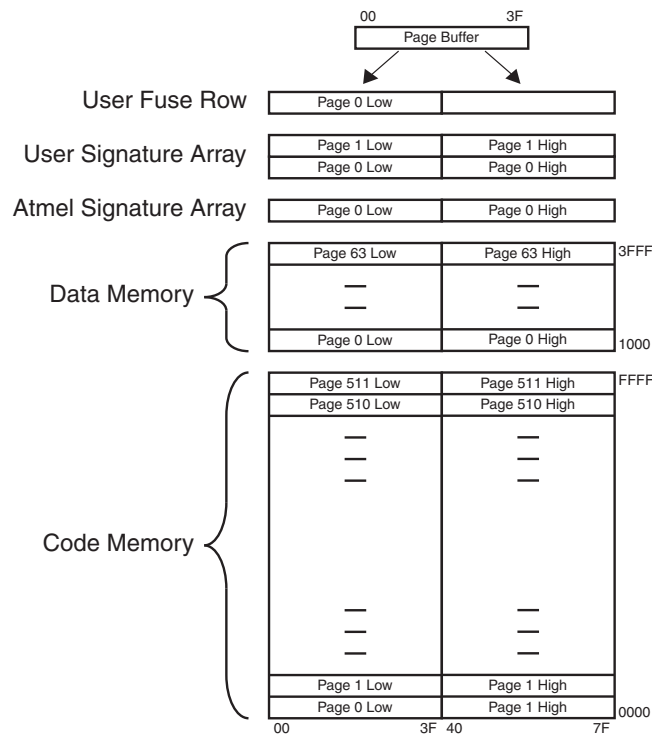 00 3F
Page Buffer
User Fuse Row
Page 0 Low
User Signature Array
Page 1 Low Page 1 High
Page 0 Low Page 0 High
Atmel Signature Array
Page 0 Low Page 0 High
Data Memory
Page 63 Low Page 63 High 3FFF
Page 0 Low Page 0 High 1000
Code Memory
Page 511 Low Page 511 High FFFF
Page 510 Low Page 510 High
Page 1 Low Page 1 High
Page 0 Low Page 1 High 0000
00 3F 40 7F